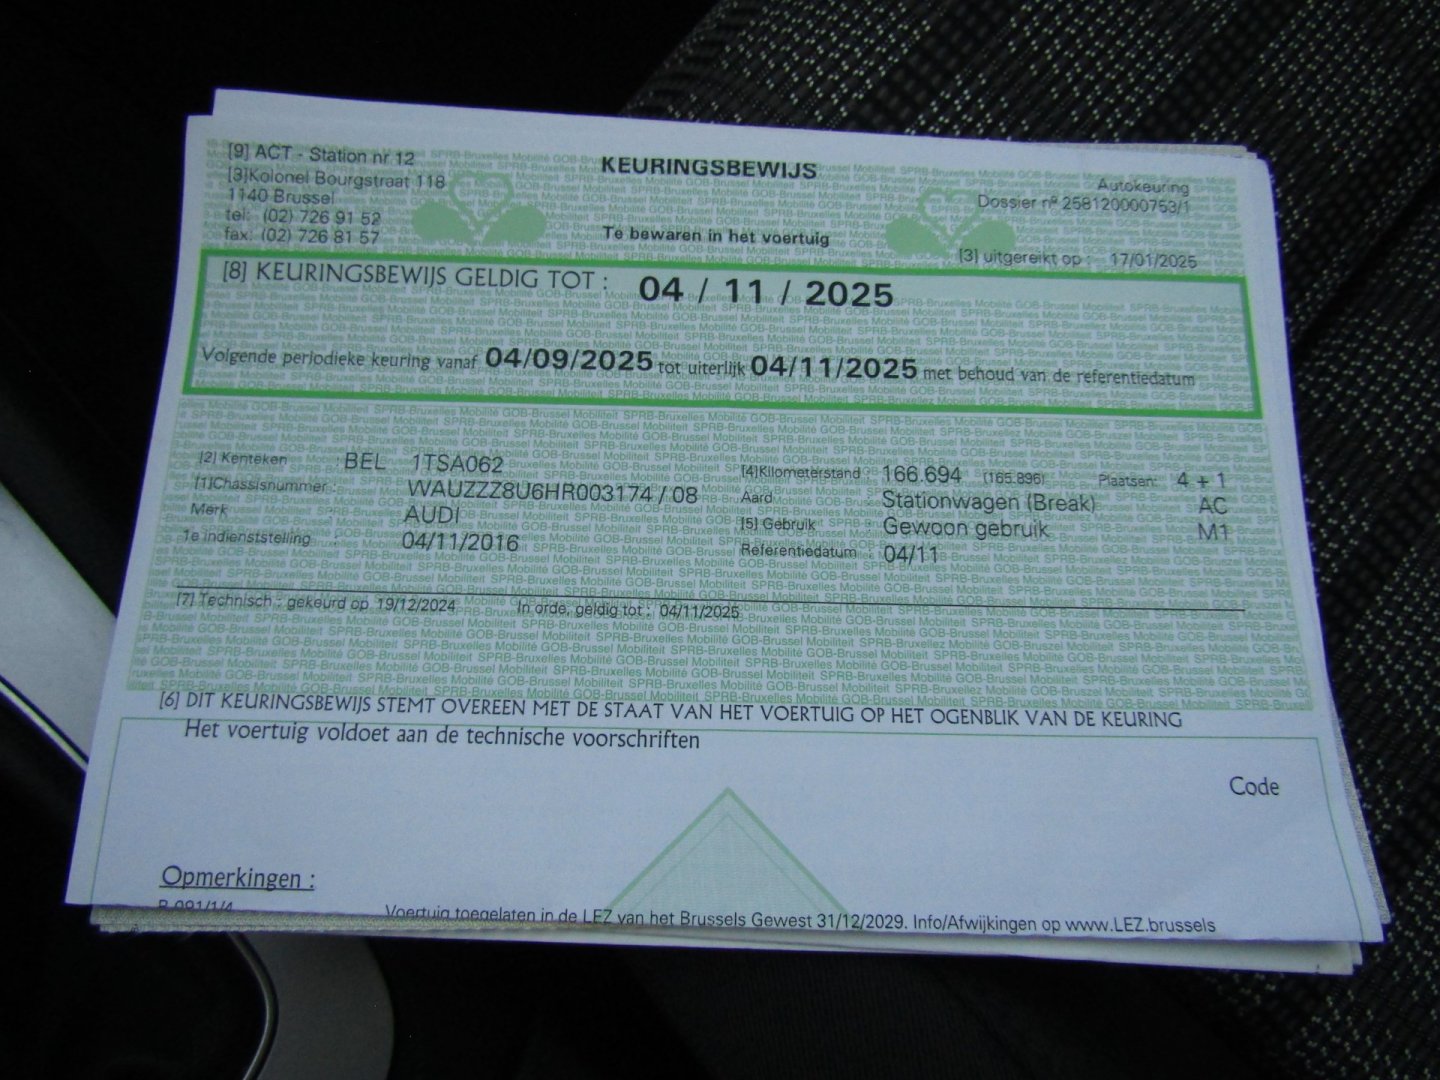 [9] ACT - Station nr 12
[3]Kolonel Bourgstraat 118
1140 Brussel
tel: (02) 726 91 52
fax: (02) 726 81 57
KEURINGSBEWIJS
Te bewaren in het voertuig
Autokeuring
Dossier nº 258120000753/1
[3] uitgereikt op : 17/01/2025
[8] KEURINGSBEWIJS GELDIG TOT : 04 / 11 / 2025
Volgende periodieke keuring vanaf 04/09/2025 tot uiterlijk 04/11/2025 met behoud van de referentiedatum
[2] Kenteken BEL 1TSA062
[1]Chassisnummer : WAUZZZ8U6HR003174 / 08
Merk AUDI
1e indienststelling : 04/11/2016
[4]Kilometerstand 166.694 (165.896) Plaatsen: 4 + 1
Aard Stationwagen (Break) AC
[5] Gebruik : Gewoon gebruik M1
Referentiedatum : 04/11
[7] Technisch : gekeurd op 19/12/2024 In orde, geldig tot : 04/11/2025
[6] DIT KEURINGSBEWIJS STEMT OVEREEN MET DE STAAT VAN HET VOERTUIG OP HET OGENBLIK VAN DE KEURING
Het voertuig voldoet aan de technische voorschriften
Code
Opmerkingen :
Voertuig toegelaten in de LEZ van het Brussels Gewest 31/12/2029. Info/Afwijkingen op www.LEZ.brussels